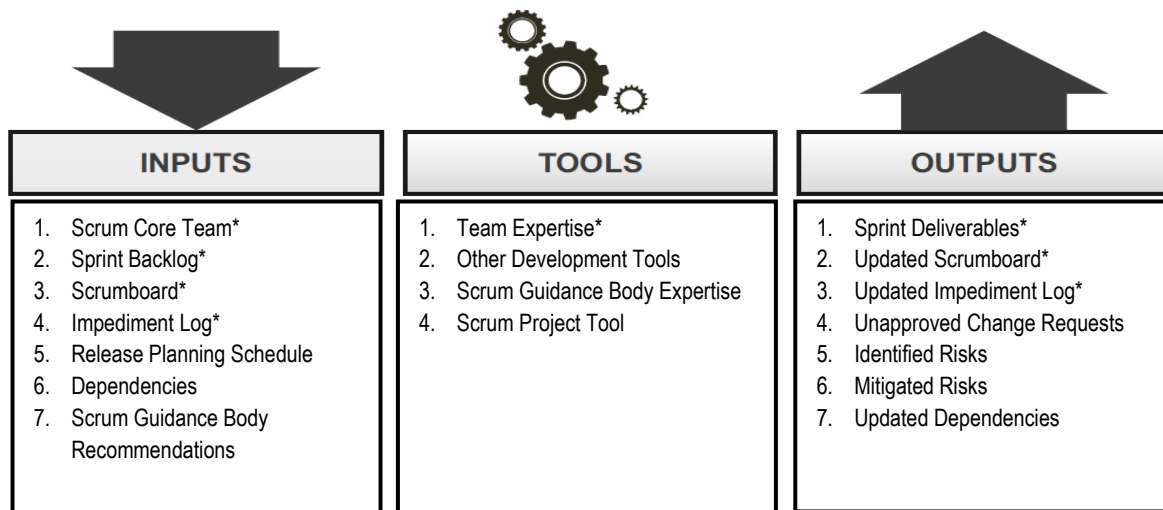 INPUTS
1. Scrum Core Team*
2. Sprint Backlog*
3. Scrumboard*
4. Impediment Log*
5. Release Planning Schedule
6. Dependencies
7. Scrum Guidance Body
Recommendations
TOOLS
1. Team Expertise*
2. Other Development Tools
3. Scrum Guidance Body Expertise
4. Scrum Project Tool
OUTPUTS
1. Sprint Deliverables*
2. Updated Scrumboard*
3. Updated Impediment Log*
4. Unapproved Change Requests
5. Identified Risks
6. Mitigated Risks
7. Updated Dependencies